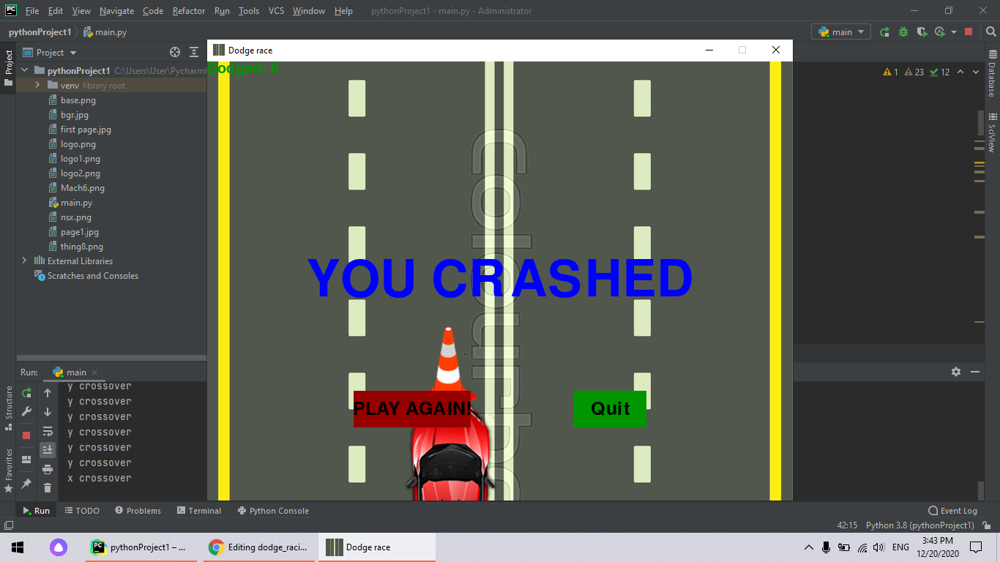 PC File Edit View Navigate Code Refactor Run Tools VCS Window Help pythonProject1 - main.py - Administrator
pythonProject1 main.py main
Project
Project
Dodge race
Dodged: 8
pythonProject1 C:\Users\User\Pycharm
1 23 12
venv library root
base.png
bgr.jpg
first page.jpg
logo.png
logo1.png
logo2.png
Mach6.png
main.py
nsx.png
page1.jpg
thing8.png
External Libraries
Scratches and Consoles
Database
SciView
YOU CRASHED
PLAY AGAIN!
Quit
Run: main
y crossover
y crossover
y crossover
y crossover
y crossover
y crossover
x crossover
Structure
Favorites
Run TODO Problems Terminal Python Console Event Log
42:15 Python 3.8 (pythonProject1)
PC pythonProject1 – ... Editing dodge_raci... Dodge race ENG 3:43 PM
12/20/2020